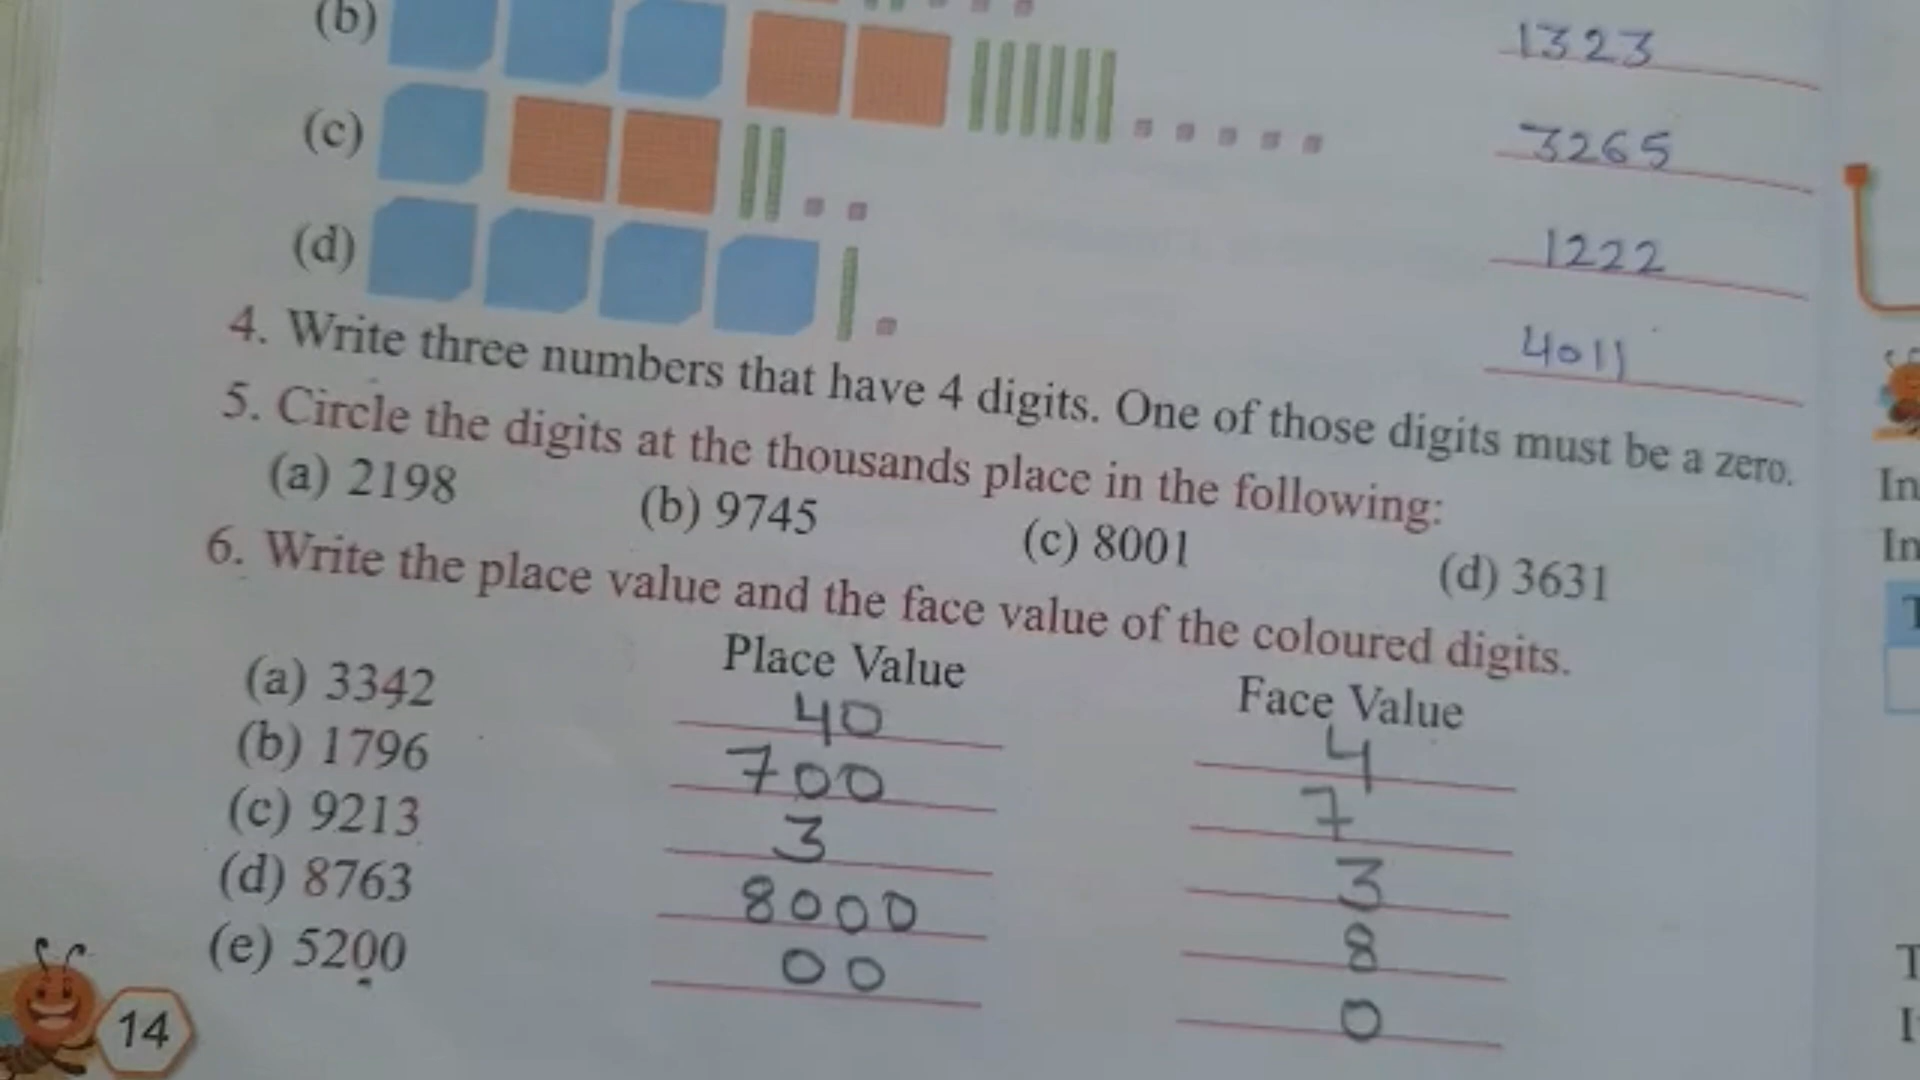 (b)
1323
(c)
3265
(d)
1222
4011
4. Write three numbers that have 4 digits. One of those digits must be a zero.
5. Circle the digits at the thousands place in the following:
(a) 2198 (b) 9745 (c) 8001 (d) 3631
6. Write the place value and the face value of the coloured digits.
Place Value Face Value
(a) 3342 40 4
(b) 1796 700 7
(c) 9213 3 3
(d) 8763 8000 8
(e) 5200 00 0
14
In
In